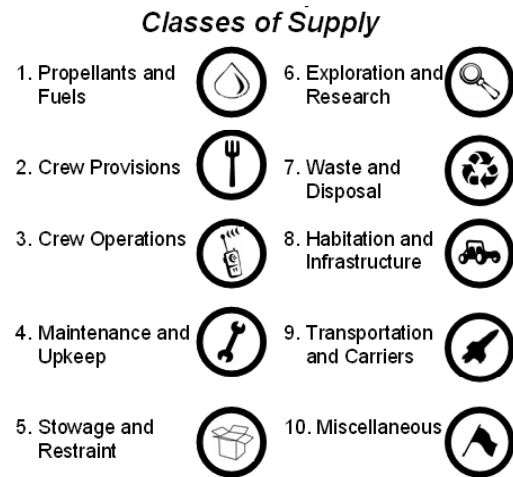 Classes of Supply
1. Propellants and
Fuels
2. Crew Provisions
3. Crew Operations
4. Maintenance and
Upkeep
5. Stowage and
Restraint
6. Exploration and
Research
7. Waste and
Disposal
8. Habitation and
Infrastructure
9. Transportation
and Carriers
10. Miscellaneous